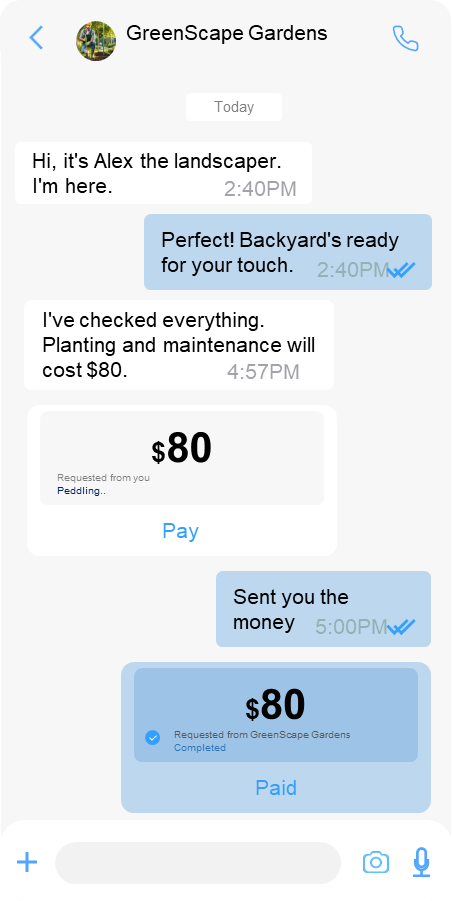 GreenScape Gardens
Today
Hi, it's Alex the landscaper.
I'm here. 2:40PM
Perfect! Backyard's ready
for your touch. 2:40PM
I've checked everything.
Planting and maintenance will
cost $80. 4:57PM
$80
Requested from you
Peddling..
Pay
Sent you the
money 5:00PM
$80
Requested from GreenScape Gardens
Completed
Paid